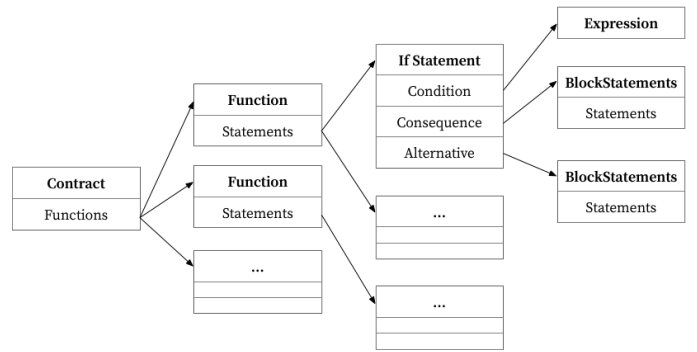 Contract
Functions
Function
Statements
Function
Statements
...
If Statement
Condition
Consequence
Alternative
...
...
Expression
BlockStatements
Statements
BlockStatements
Statements